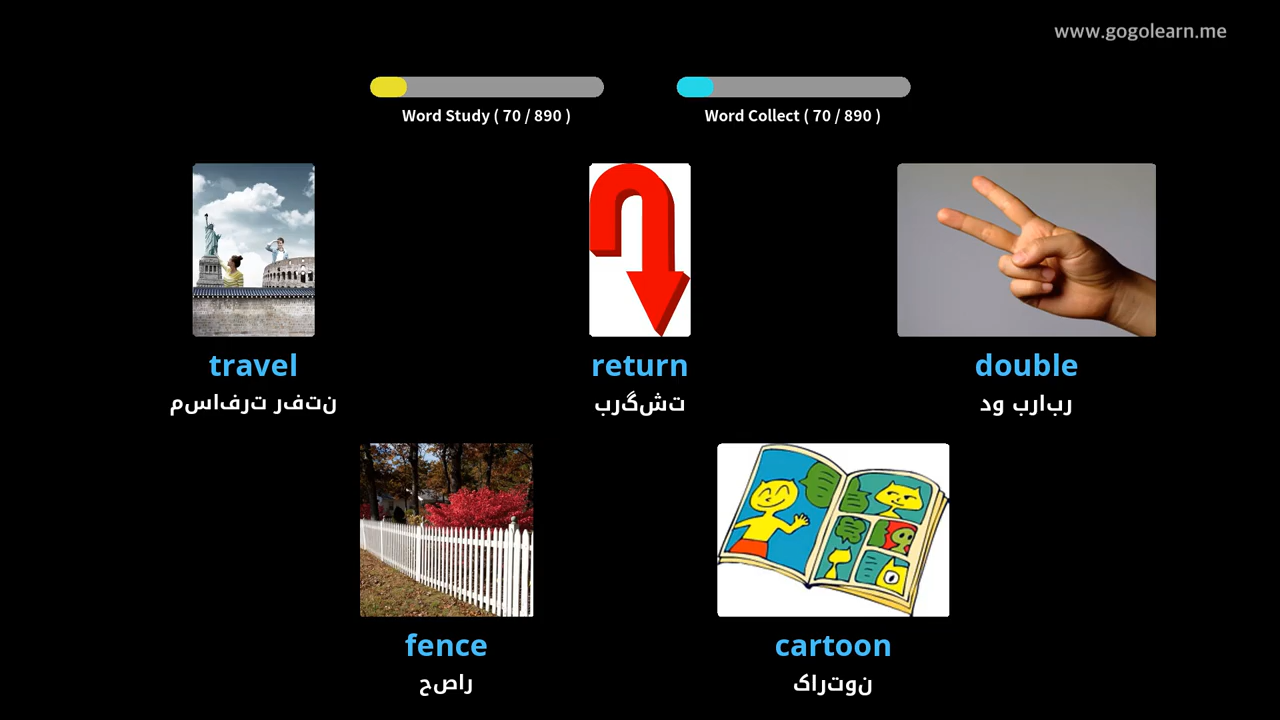 www.gogolearn.me
Word Study ( 70 / 890 )
Word Collect ( 70 / 890 )
travel
نتفر ترفاسم
return
تشگرب
double
ربارب ود
fence
راصح
cartoon
نوتراک